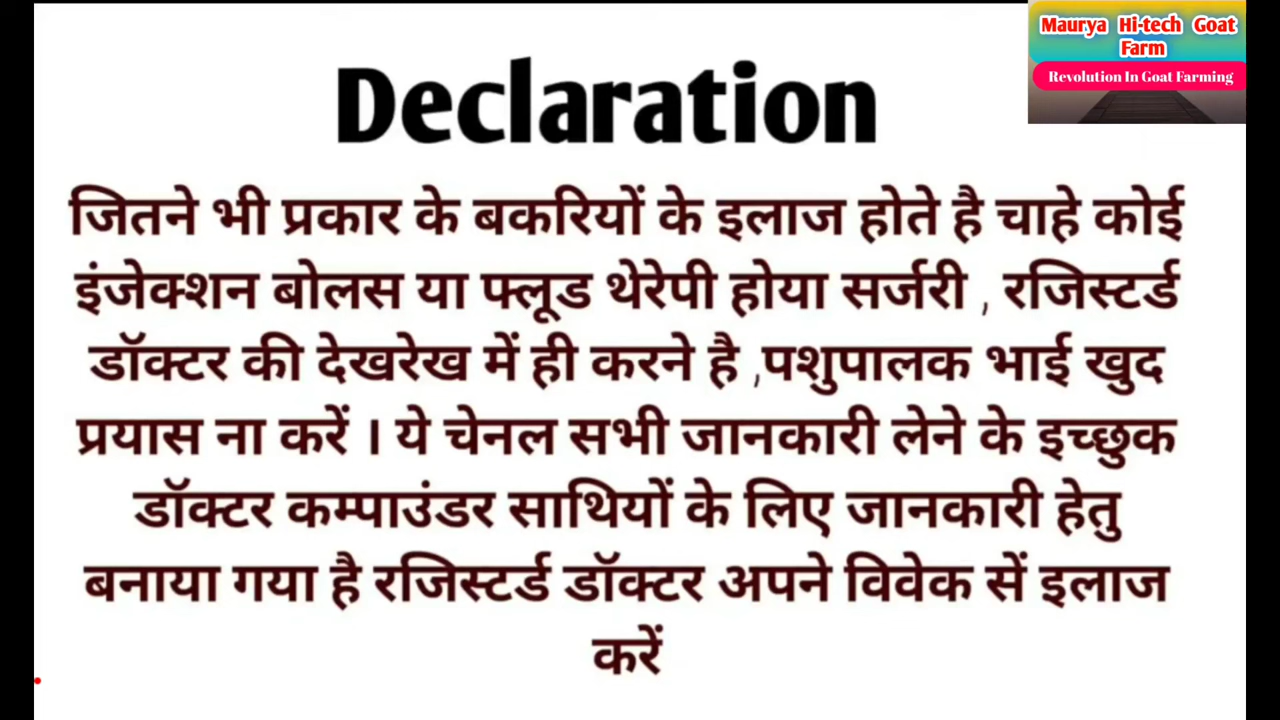 Maurya Hi-tech Goat
Farm
Revolution In Goat Farming
Declaration
जितने भी प्रकार के बकरियों के इलाज होते है चाहे कोई
इंजेक्शन बोलस या फ्लूड थेरेपी होया सर्जरी , रजिस्टर्ड
डॉक्टर की देखरेख में ही करने है ,पशुपालक भाई खुद
प्रयास ना करें । ये चेनल सभी जानकारी लेने के इच्छुक
डॉक्टर कम्पाउंडर साथियों के लिए जानकारी हेतु
बनाया गया है रजिस्टर्ड डॉक्टर अपने विवेक सें इलाज
करें